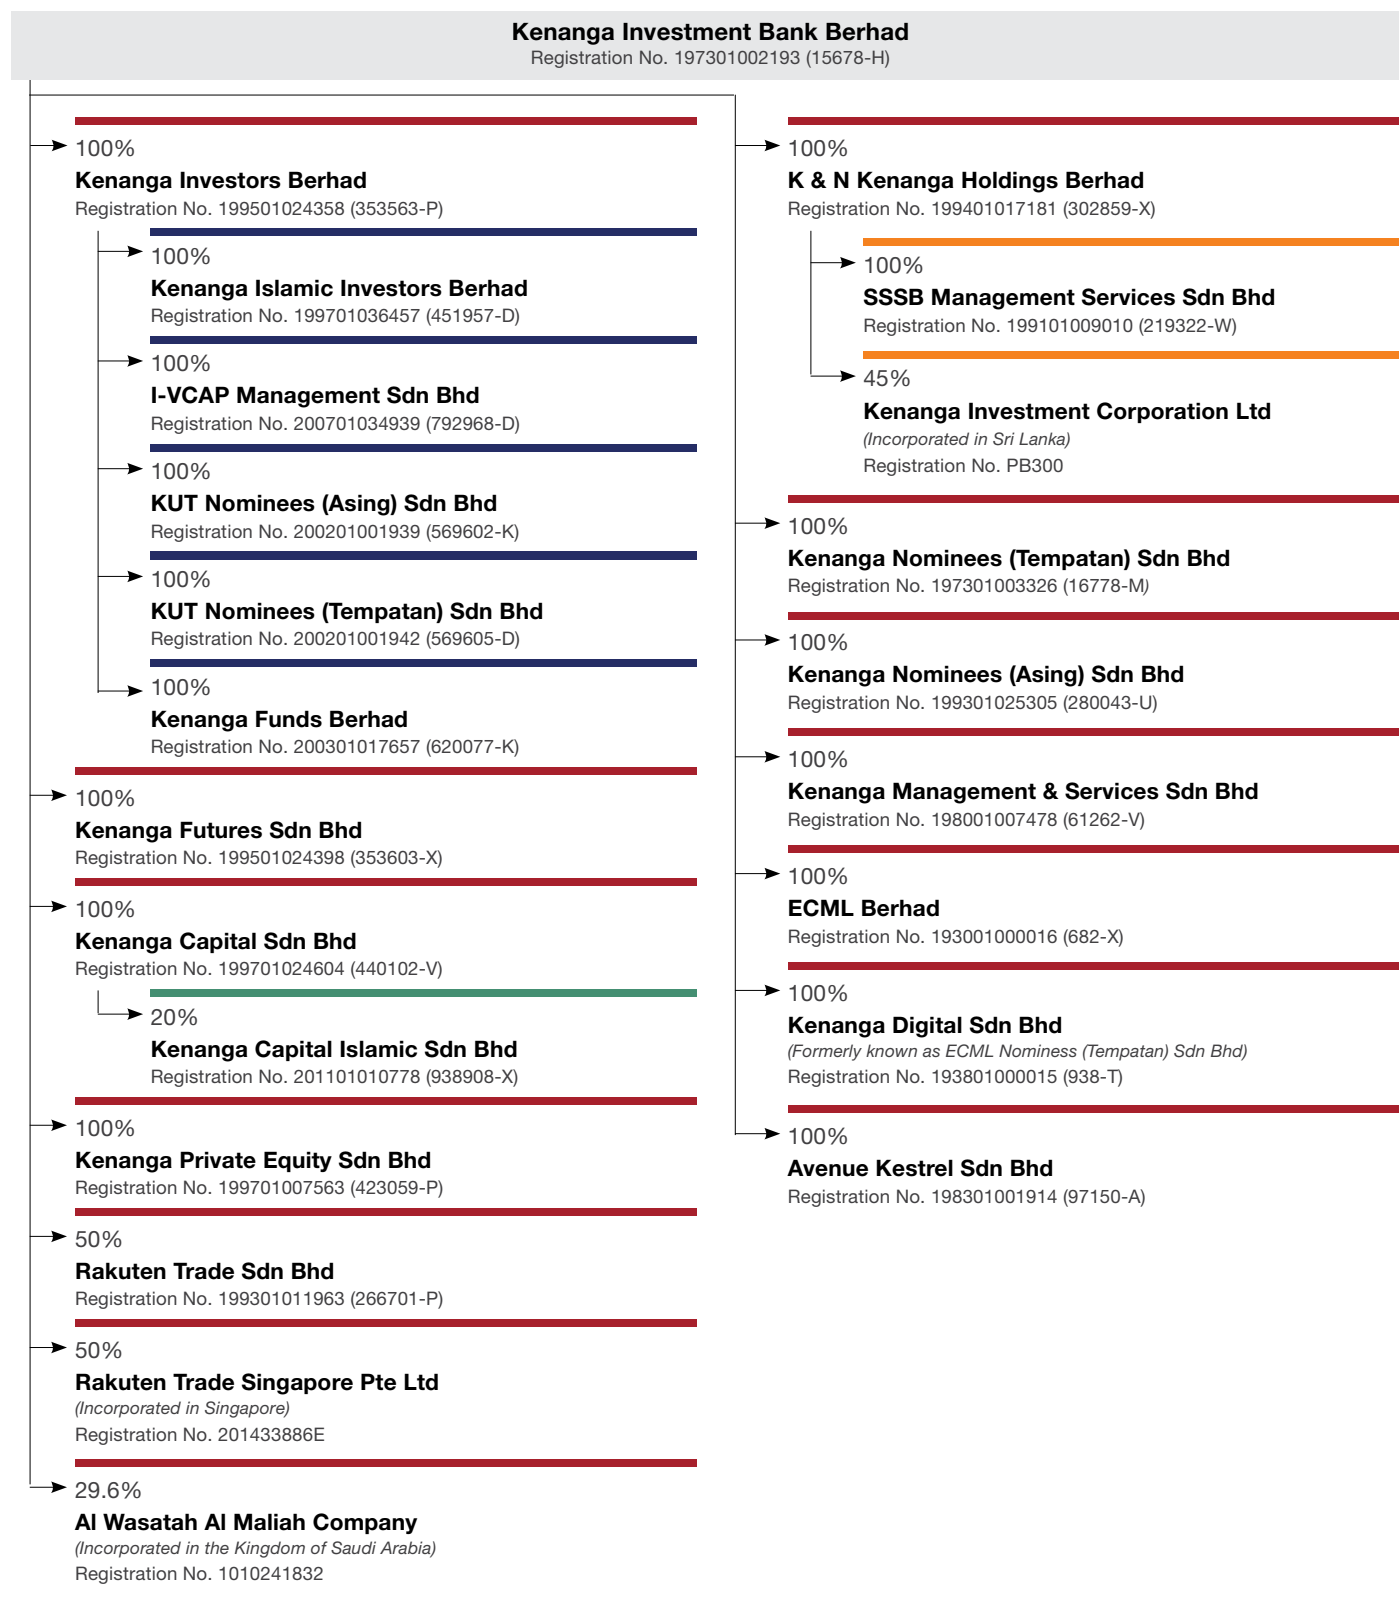 Kenanga Investment Bank Berhad
Registration No. 197301002193 (15678-H)
100%
Kenanga Investors Berhad
Registration No. 199501024358 (353563-P)
100%
Kenanga Islamic Investors Berhad
Registration No. 199701036457 (451957-D)
100%
I-VCAP Management Sdn Bhd
Registration No. 200701034939 (792968-D)
100%
KUT Nominees (Asing) Sdn Bhd
Registration No. 200201001939 (569602-K)
100%
KUT Nominees (Tempatan) Sdn Bhd
Registration No. 200201001942 (569605-D)
100%
Kenanga Funds Berhad
Registration No. 200301017657 (620077-K)
100%
Kenanga Futures Sdn Bhd
Registration No. 199501024398 (353603-X)
100%
Kenanga Capital Sdn Bhd
Registration No. 199701024604 (440102-V)
20%
Kenanga Capital Islamic Sdn Bhd
Registration No. 201101010778 (938908-X)
100%
Kenanga Private Equity Sdn Bhd
Registration No. 199701007563 (423059-P)
50%
Rakuten Trade Sdn Bhd
Registration No. 199301011963 (266701-P)
50%
Rakuten Trade Singapore Pte Ltd
(Incorporated in Singapore)
Registration No. 201433886E
29.6%
Al Wasatah Al Maliah Company
(Incorporated in the Kingdom of Saudi Arabia)
Registration No. 1010241832
100%
K & N Kenanga Holdings Berhad
Registration No. 199401017181 (302859-X)
100%
SSSB Management Services Sdn Bhd
Registration No. 199101009010 (219322-W)
45%
Kenanga Investment Corporation Ltd
(Incorporated in Sri Lanka)
Registration No. PB300
100%
Kenanga Nominees (Tempatan) Sdn Bhd
Registration No. 197301003326 (16778-M)
100%
Kenanga Nominees (Asing) Sdn Bhd
Registration No. 199301025305 (280043-U)
100%
Kenanga Management & Services Sdn Bhd
Registration No. 198001007478 (61262-V)
100%
ECML Berhad
Registration No. 193001000016 (682-X)
100%
Kenanga Digital Sdn Bhd
(Formerly known as ECML Nominess (Tempatan) Sdn Bhd)
Registration No. 193801000015 (938-T)
100%
Avenue Kestrel Sdn Bhd
Registration No. 198301001914 (97150-A)